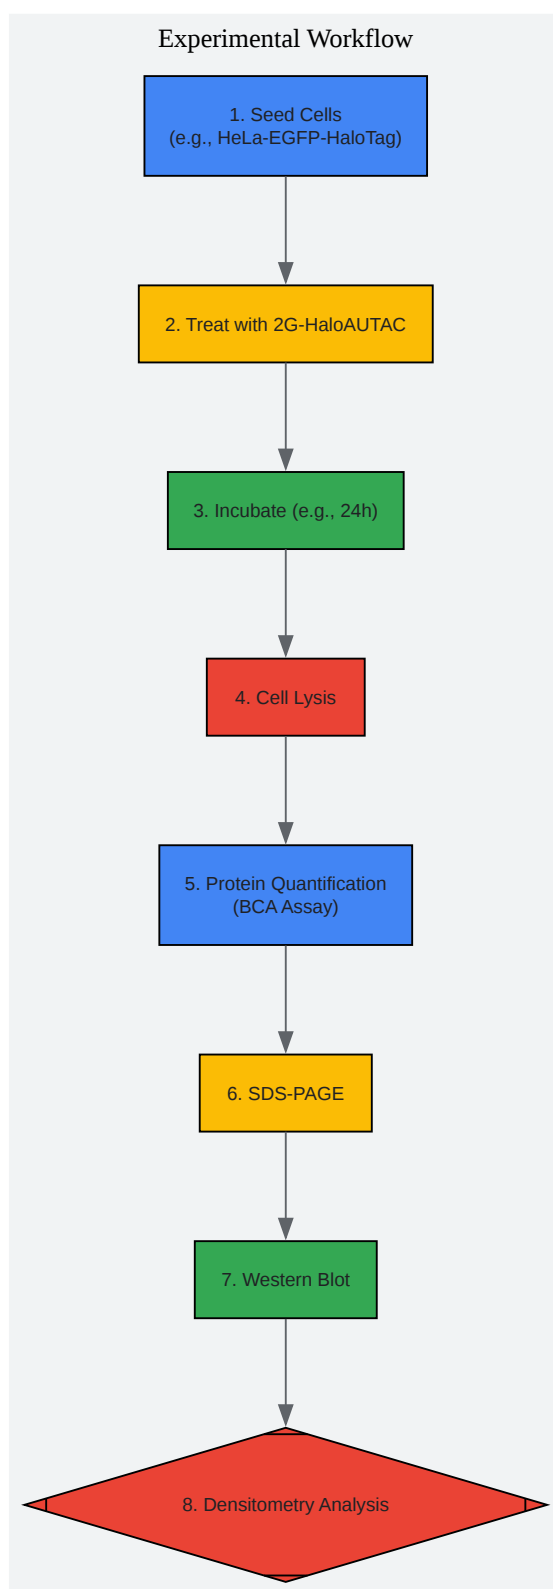 Experimental Workflow
1. Seed Cells
(e.g., HeLa-EGFP-HaloTag)
2. Treat with 2G-HaloAUTAC
3. Incubate (e.g., 24h)
4. Cell Lysis
5. Protein Quantification
(BCA Assay)
6. SDS-PAGE
7. Western Blot
8. Densitometry Analysis